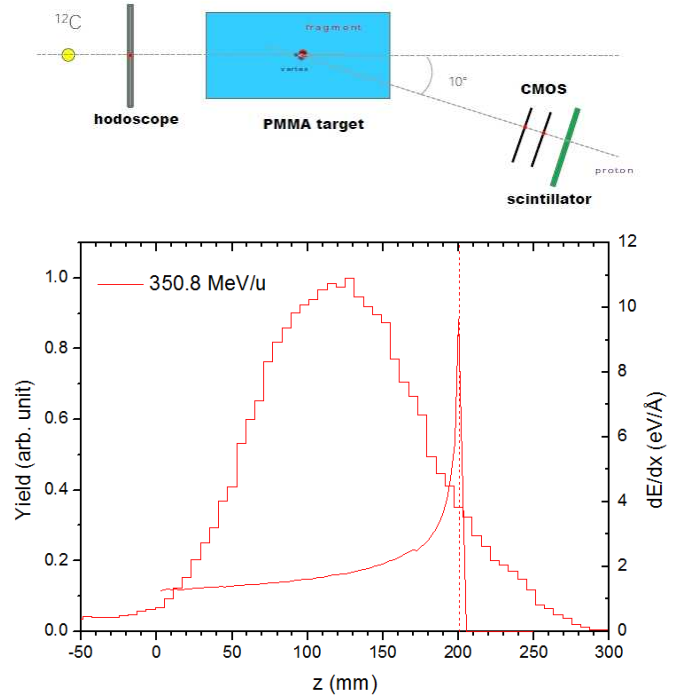 ¹²C
fragment
vertex
10°
CMOS
hodoscope
PMMA target
proton
scintillator
350.8 MeV/u
Yield (arb. unit)
1.0
0.8
0.6
0.4
0.2
0.0
dE/dx (eV/Å)
12
10
8
6
4
2
0
-50 0 50 100 150 200 250 300
z (mm)